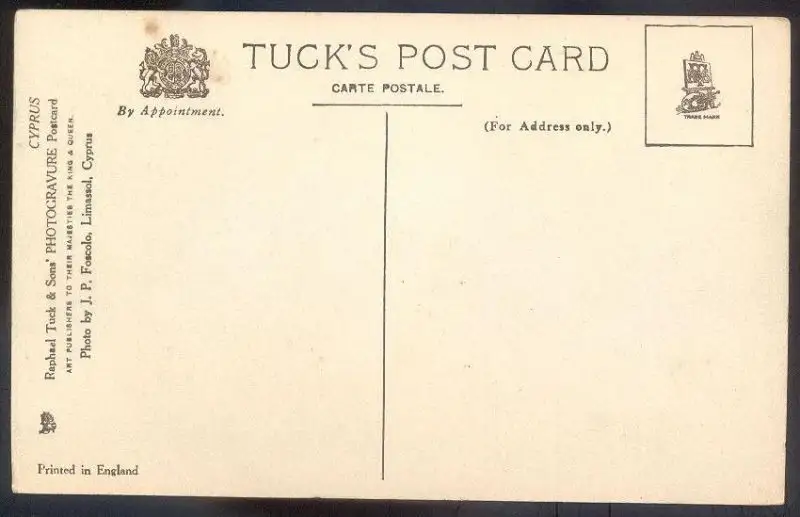 TUCK'S POST CARD
CARTE POSTALE.
By Appointment.
(For Address only.)
TRADE MARK
CYPRUS
Raphael Tuck & Sons' PHOTOGRAVURE Postcard
ART PUBLISHERS TO THEIR MAJESTIES THE KING & QUEEN.
Photo by J. P. Foscolo, Limassol, Cyprus
Printed in England